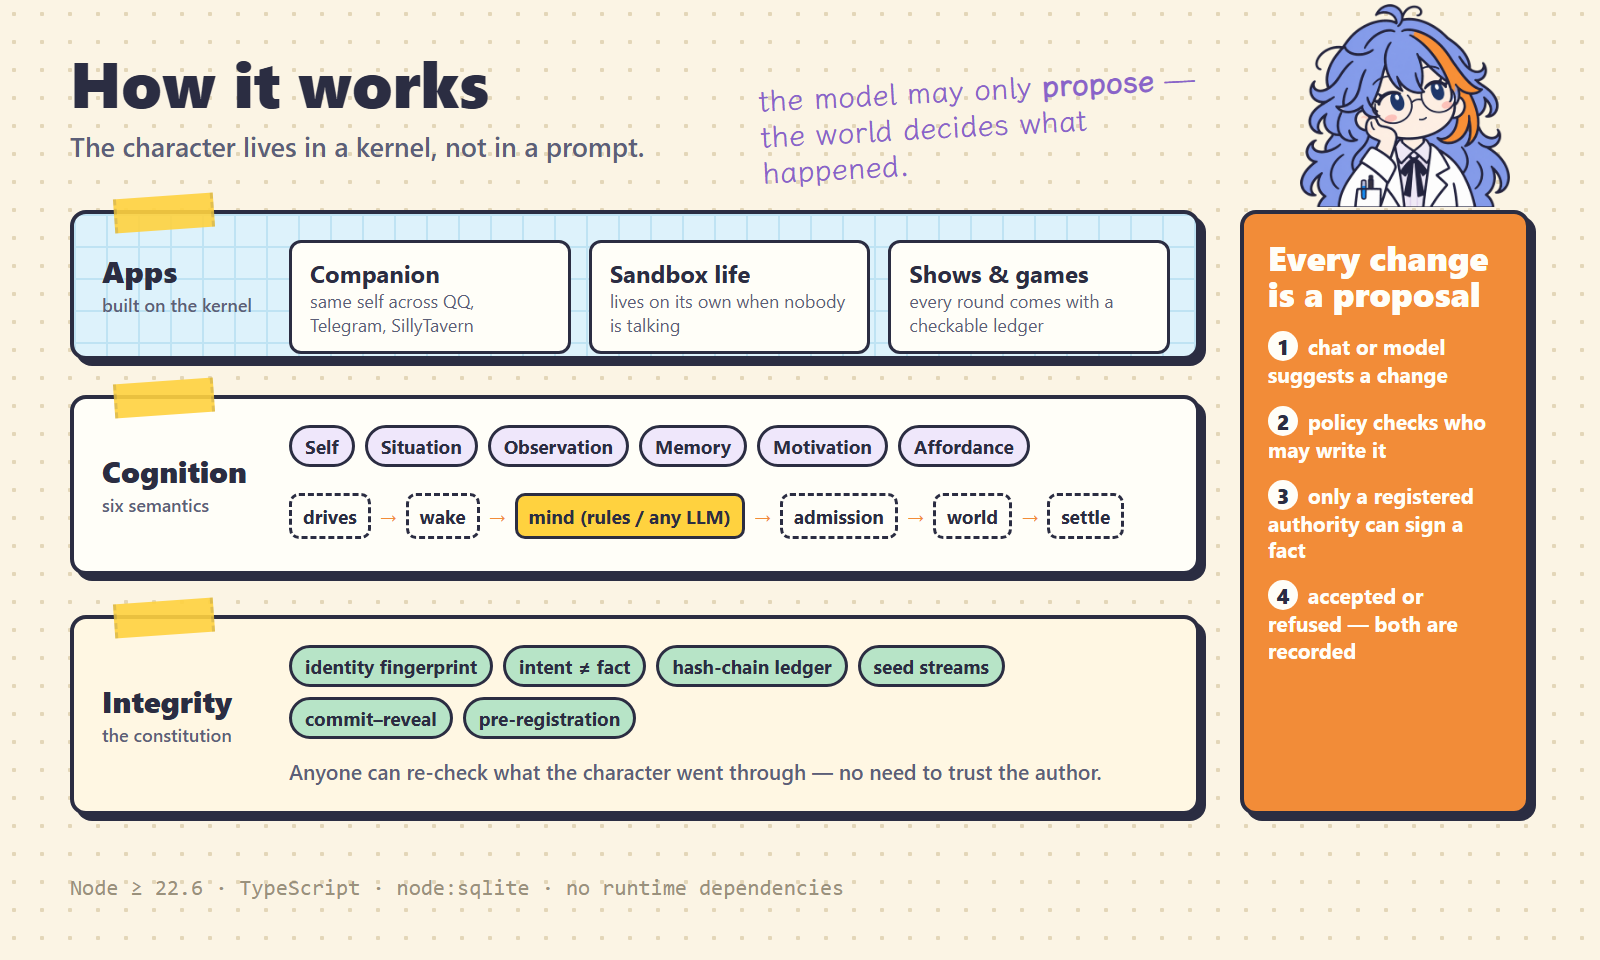 How it works
The character lives in a kernel, not in a prompt.
the model may only propose —
the world decides what
happened.
Apps
built on the kernel
Companion
same self across QQ,
Telegram, SillyTavern
Sandbox life
lives on its own when nobody
is talking
Shows & games
every round comes with a
checkable ledger
Cognition
six semantics
Self Situation Observation Memory Motivation Affordance
drives → wake → mind (rules / any LLM) → admission → world → settle
Integrity
the constitution
identity fingerprint intent ≠ fact hash-chain ledger seed streams
commit–reveal pre-registration
Anyone can re-check what the character went through — no need to trust the author.
Every change
is a proposal
1 chat or model
suggests a change
2 policy checks who
may write it
3 only a registered
authority can sign a
fact
4 accepted or
refused — both are
recorded
Node ≥ 22.6 · TypeScript · node:sqlite · no runtime dependencies